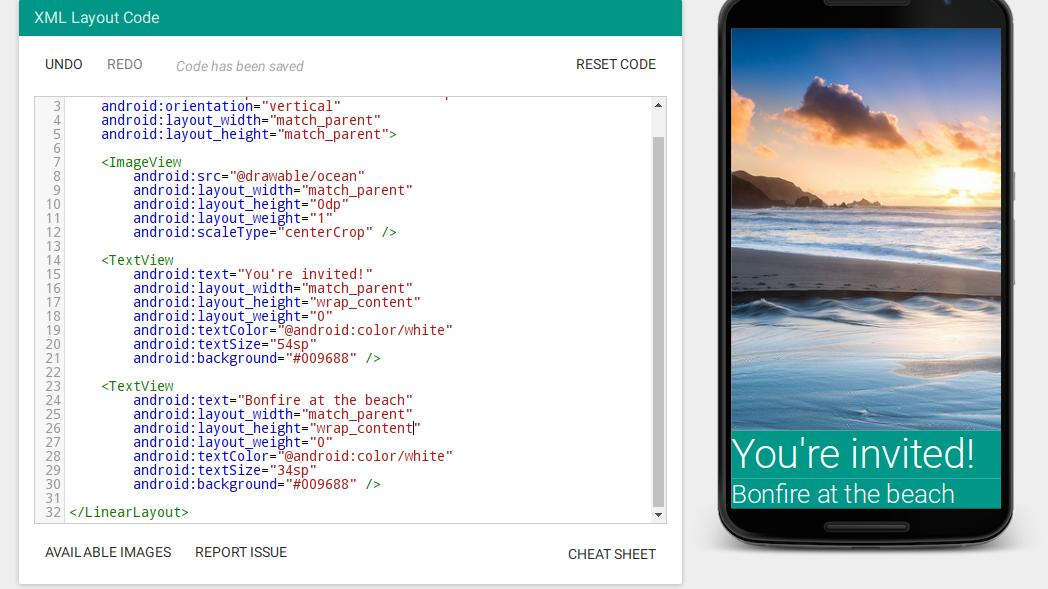 XML Layout Code
UNDO REDO Code has been saved RESET CODE
3 android:orientation="vertical"
4 android:layout_width="match_parent"
5 android:layout_height="match_parent">
6
7 <ImageView
8 android:src="@drawable/ocean"
9 android:layout_width="match_parent"
10 android:layout_height="0dp"
11 android:layout_weight="1"
12 android:scaleType="centerCrop" />
13
14 <TextView
15 android:text="You're invited!"
16 android:layout_width="match_parent"
17 android:layout_height="wrap_content"
18 android:layout_weight="0"
19 android:textColor="@android:color/white"
20 android:textSize="54sp"
21 android:background="#009688" />
22
23 <TextView
24 android:text="Bonfire at the beach"
25 android:layout_width="match_parent"
26 android:layout_height="wrap_content"
27 android:layout_weight="0"
28 android:textColor="@android:color/white"
29 android:textSize="34sp"
30 android:background="#009688" />
31
32 </LinearLayout>
AVAILABLE IMAGES REPORT ISSUE CHEAT SHEET
You're invited!
Bonfire at the beach